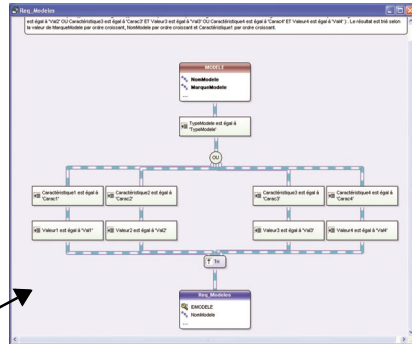 Req_Modeles
est égal à 'Val2' OU Caractéristique3 est égal à 'Carac3' ET Valeur3 est égal à 'Val3' OU Caractéristique4 est égal à 'Carac4' ET Valeur4 est égal à 'Val4' ) . Le résultat est trié selon
la valeur de MarqueModele par ordre croissant, NomModele par ordre croissant et Caractéristique1 par ordre croissant.
MODELE
NomModele
MarqueModele
...
TypeModele est égal à
'TypeModele'
OU
Caractéristique1 est égal à
'Carac1'
Caractéristique2 est égal à
'Carac2'
Caractéristique3 est égal à
'Carac3'
Caractéristique4 est égal à
'Carac4'
Valeur1 est égal à 'Val1'
Valeur2 est égal à 'Val2'
Valeur3 est égal à 'Val3'
Valeur4 est égal à 'Val4'
Tri
Req_Modeles
IDMODELE
NomModele
...